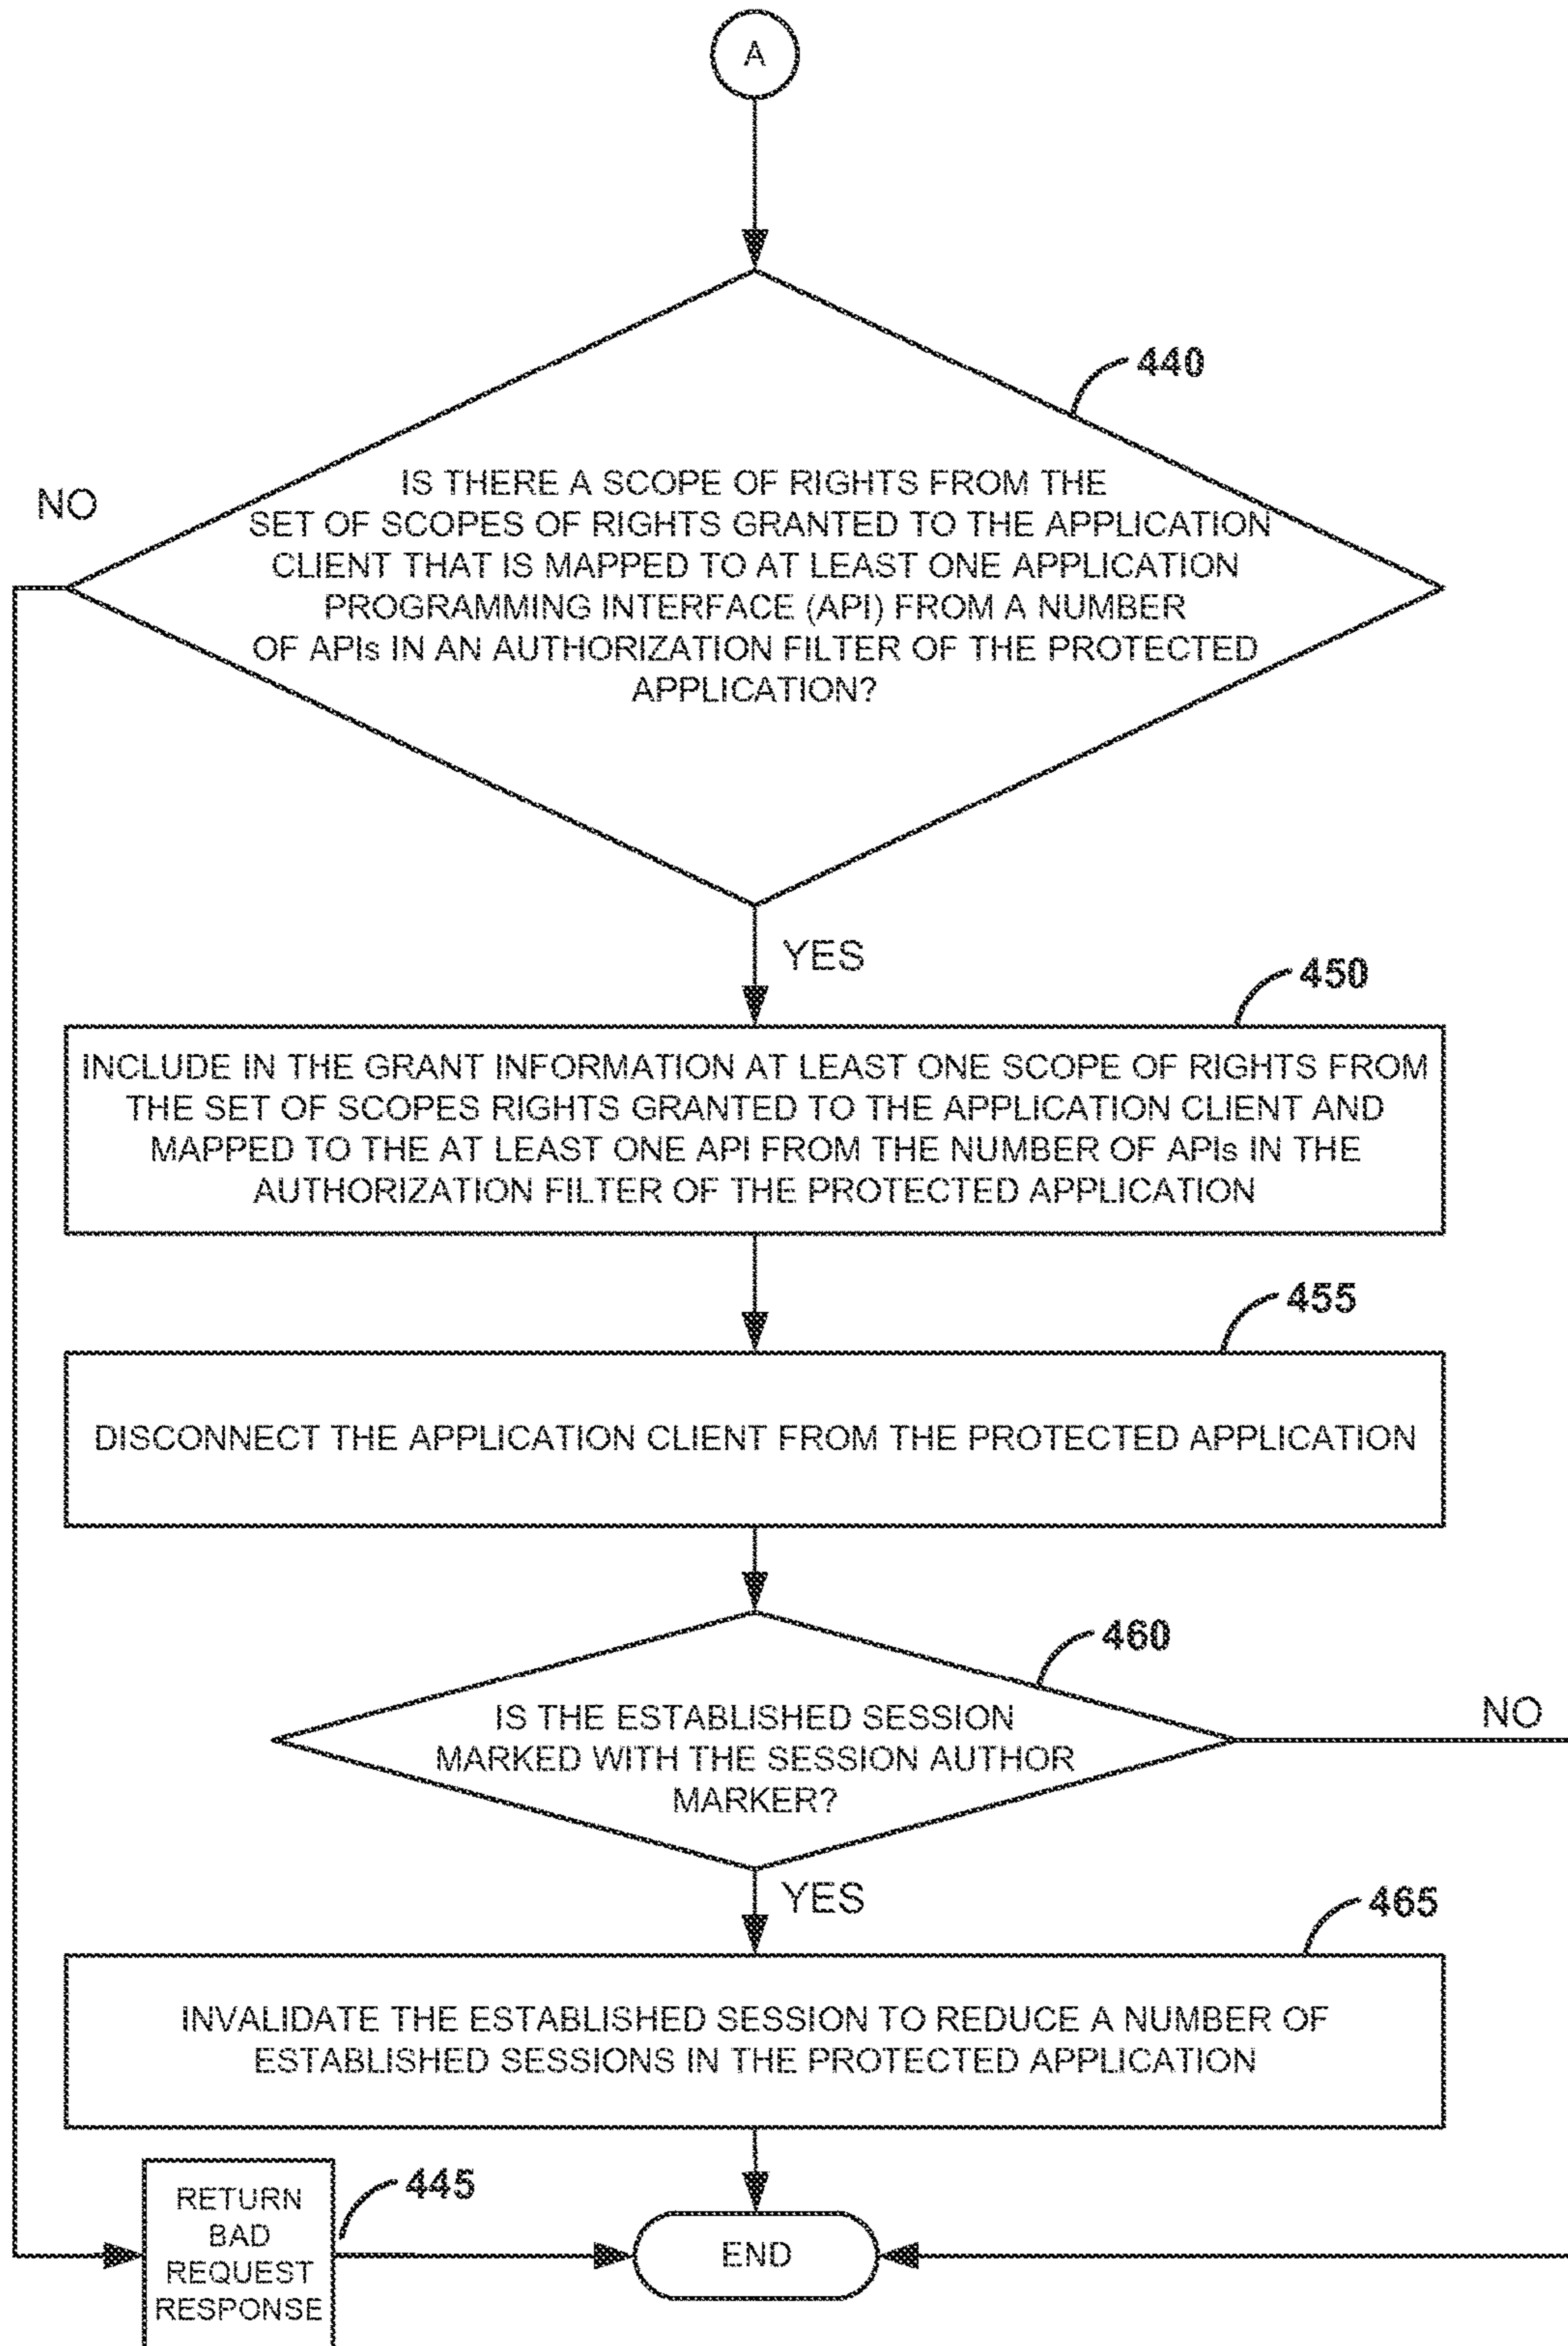 A
440
NO
IS THERE A SCOPE OF RIGHTS FROM THE
SET OF SCOPES OF RIGHTS GRANTED TO THE APPLICATION
CLIENT THAT IS MAPPED TO AT LEAST ONE APPLICATION
PROGRAMMING INTERFACE (API) FROM A NUMBER
OF APIs IN AN AUTHORIZATION FILTER OF THE PROTECTED
APPLICATION?
YES
450
INCLUDE IN THE GRANT INFORMATION AT LEAST ONE SCOPE OF RIGHTS FROM
THE SET OF SCOPES RIGHTS GRANTED TO THE APPLICATION CLIENT AND
MAPPED TO THE AT LEAST ONE API FROM THE NUMBER OF APIs IN THE
AUTHORIZATION FILTER OF THE PROTECTED APPLICATION
455
DISCONNECT THE APPLICATION CLIENT FROM THE PROTECTED APPLICATION
460
IS THE ESTABLISHED SESSION
MARKED WITH THE SESSION AUTHOR
MARKER?
NO
YES
465
INVALIDATE THE ESTABLISHED SESSION TO REDUCE A NUMBER OF
ESTABLISHED SESSIONS IN THE PROTECTED APPLICATION
445
RETURN
BAD
REQUEST
RESPONSE
END